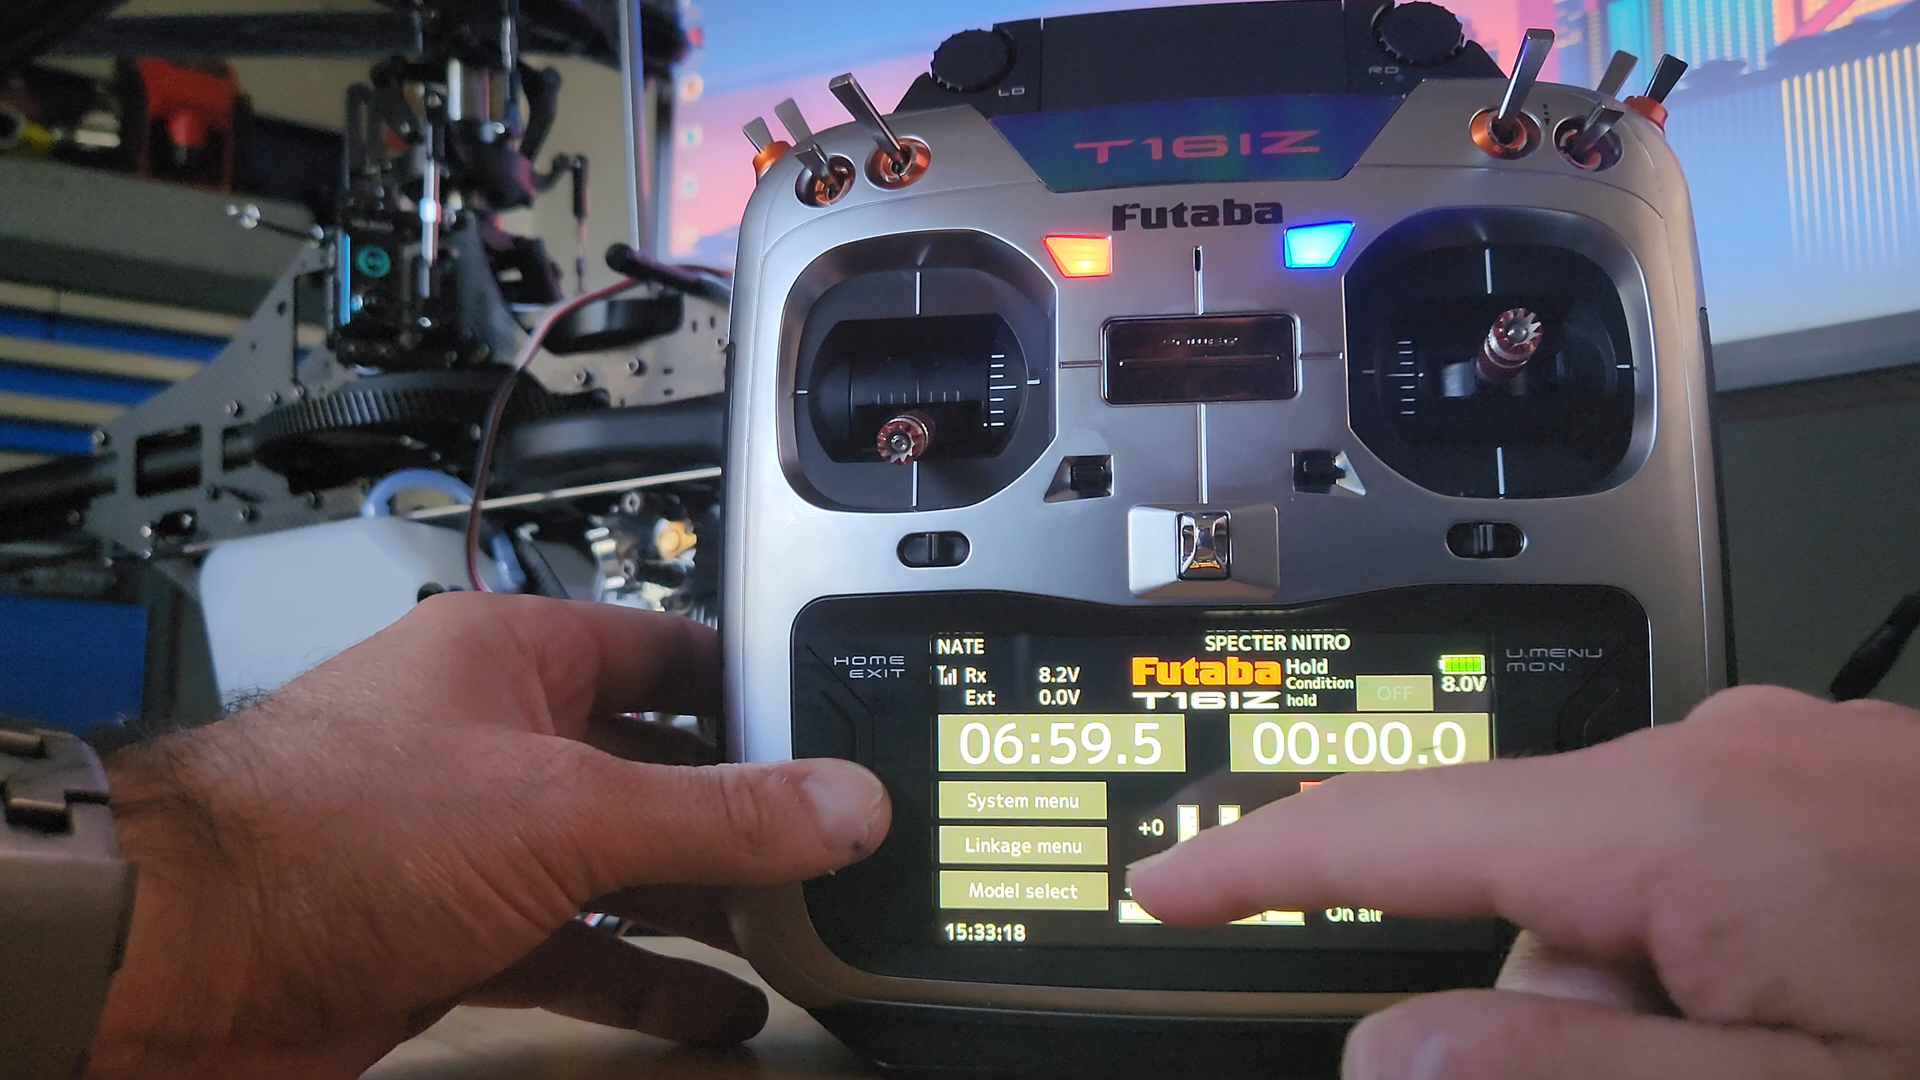 LD
RD
T16IZ
Futaba
HOME
EXIT
U.MENU
MON.
NATE
SPECTER NITRO
Rx 8.2V
Ext 0.0V
Futaba
T16IZ
Hold
Condition
hold
OFF
8.0V
06:59.5
00:00.0
System menu
Linkage menu
Model select
+0
On air
15:33:18